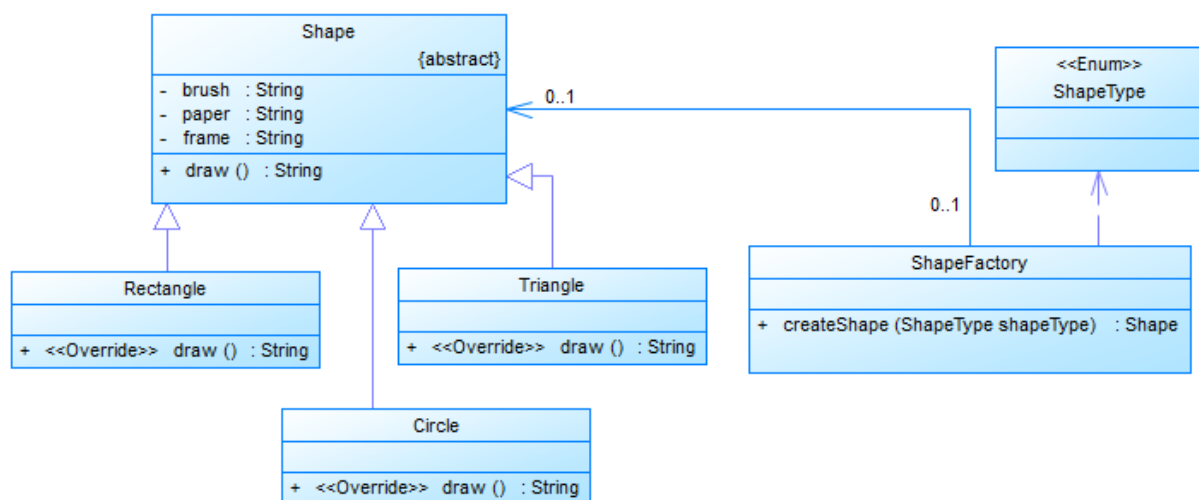 Shape
{abstract}
- brush : String
- paper : String
- frame : String
+ draw () : String
0..1
<<Enum>>
ShapeType
0..1
Rectangle
+ <<Override>> draw () : String
Triangle
+ <<Override>> draw () : String
ShapeFactory
+ createShape (ShapeType shapeType) : Shape
Circle
+ <<Override>> draw () : String